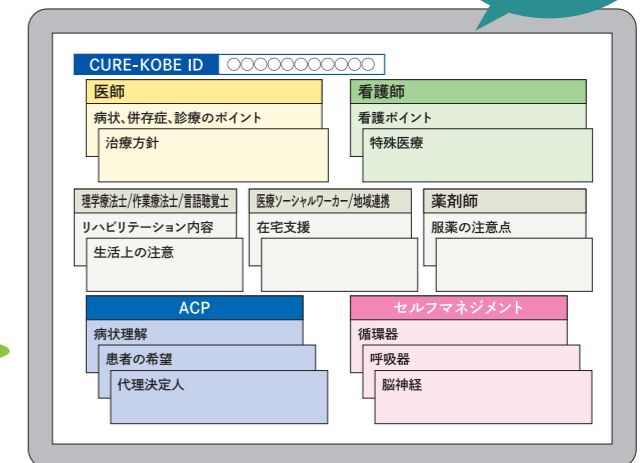 CURE-KOBE ID ○○○○○○○○○○○
医師
病状、併存症、診療のポイント
治療方針
看護師
看護ポイント
特殊医療
理学療法士/作業療法士/言語聴覚士
リハビリテーション内容
生活上の注意
医療ソーシャルワーカー/地域連携
在宅支援
薬剤師
服薬の注意点
ACP
病状理解
患者の希望
代理決定人
セルフマネジメント
循環器
呼吸器
脳神経